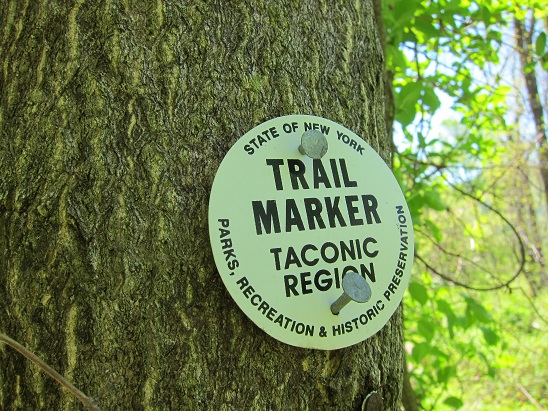 STATE OF NEW YORK
TRAIL
MARKER
TACONIC
REGION
PARKS, RECREATION & HISTORIC PRESERVATION